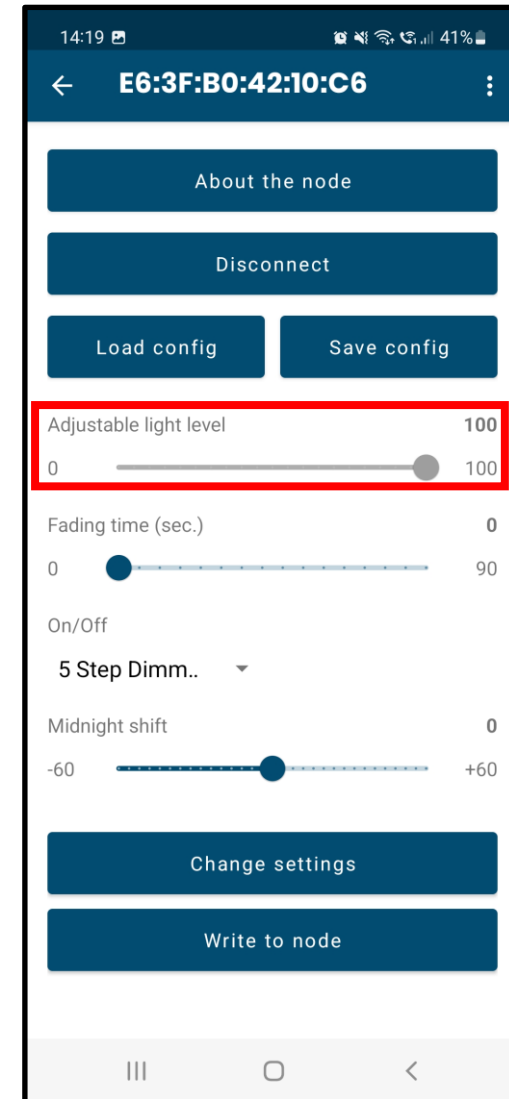 14:19 41%
E6:3F:B0:42:10:C6
About the node
Disconnect
Load config Save config
Adjustable light level 100
0 100
Fading time (sec.) 0
0 90
On/Off
5 Step Dimm..
Midnight shift 0
-60 +60
Change settings
Write to node